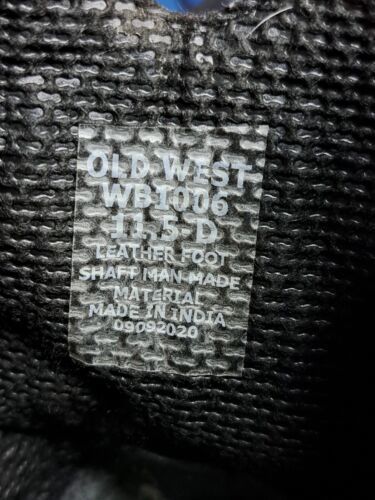 OLD WEST
WB1006
11.5 D
LEATHER FOOT
SHAFT MAN MADE
MATERIAL
MADE IN INDIA
09092020